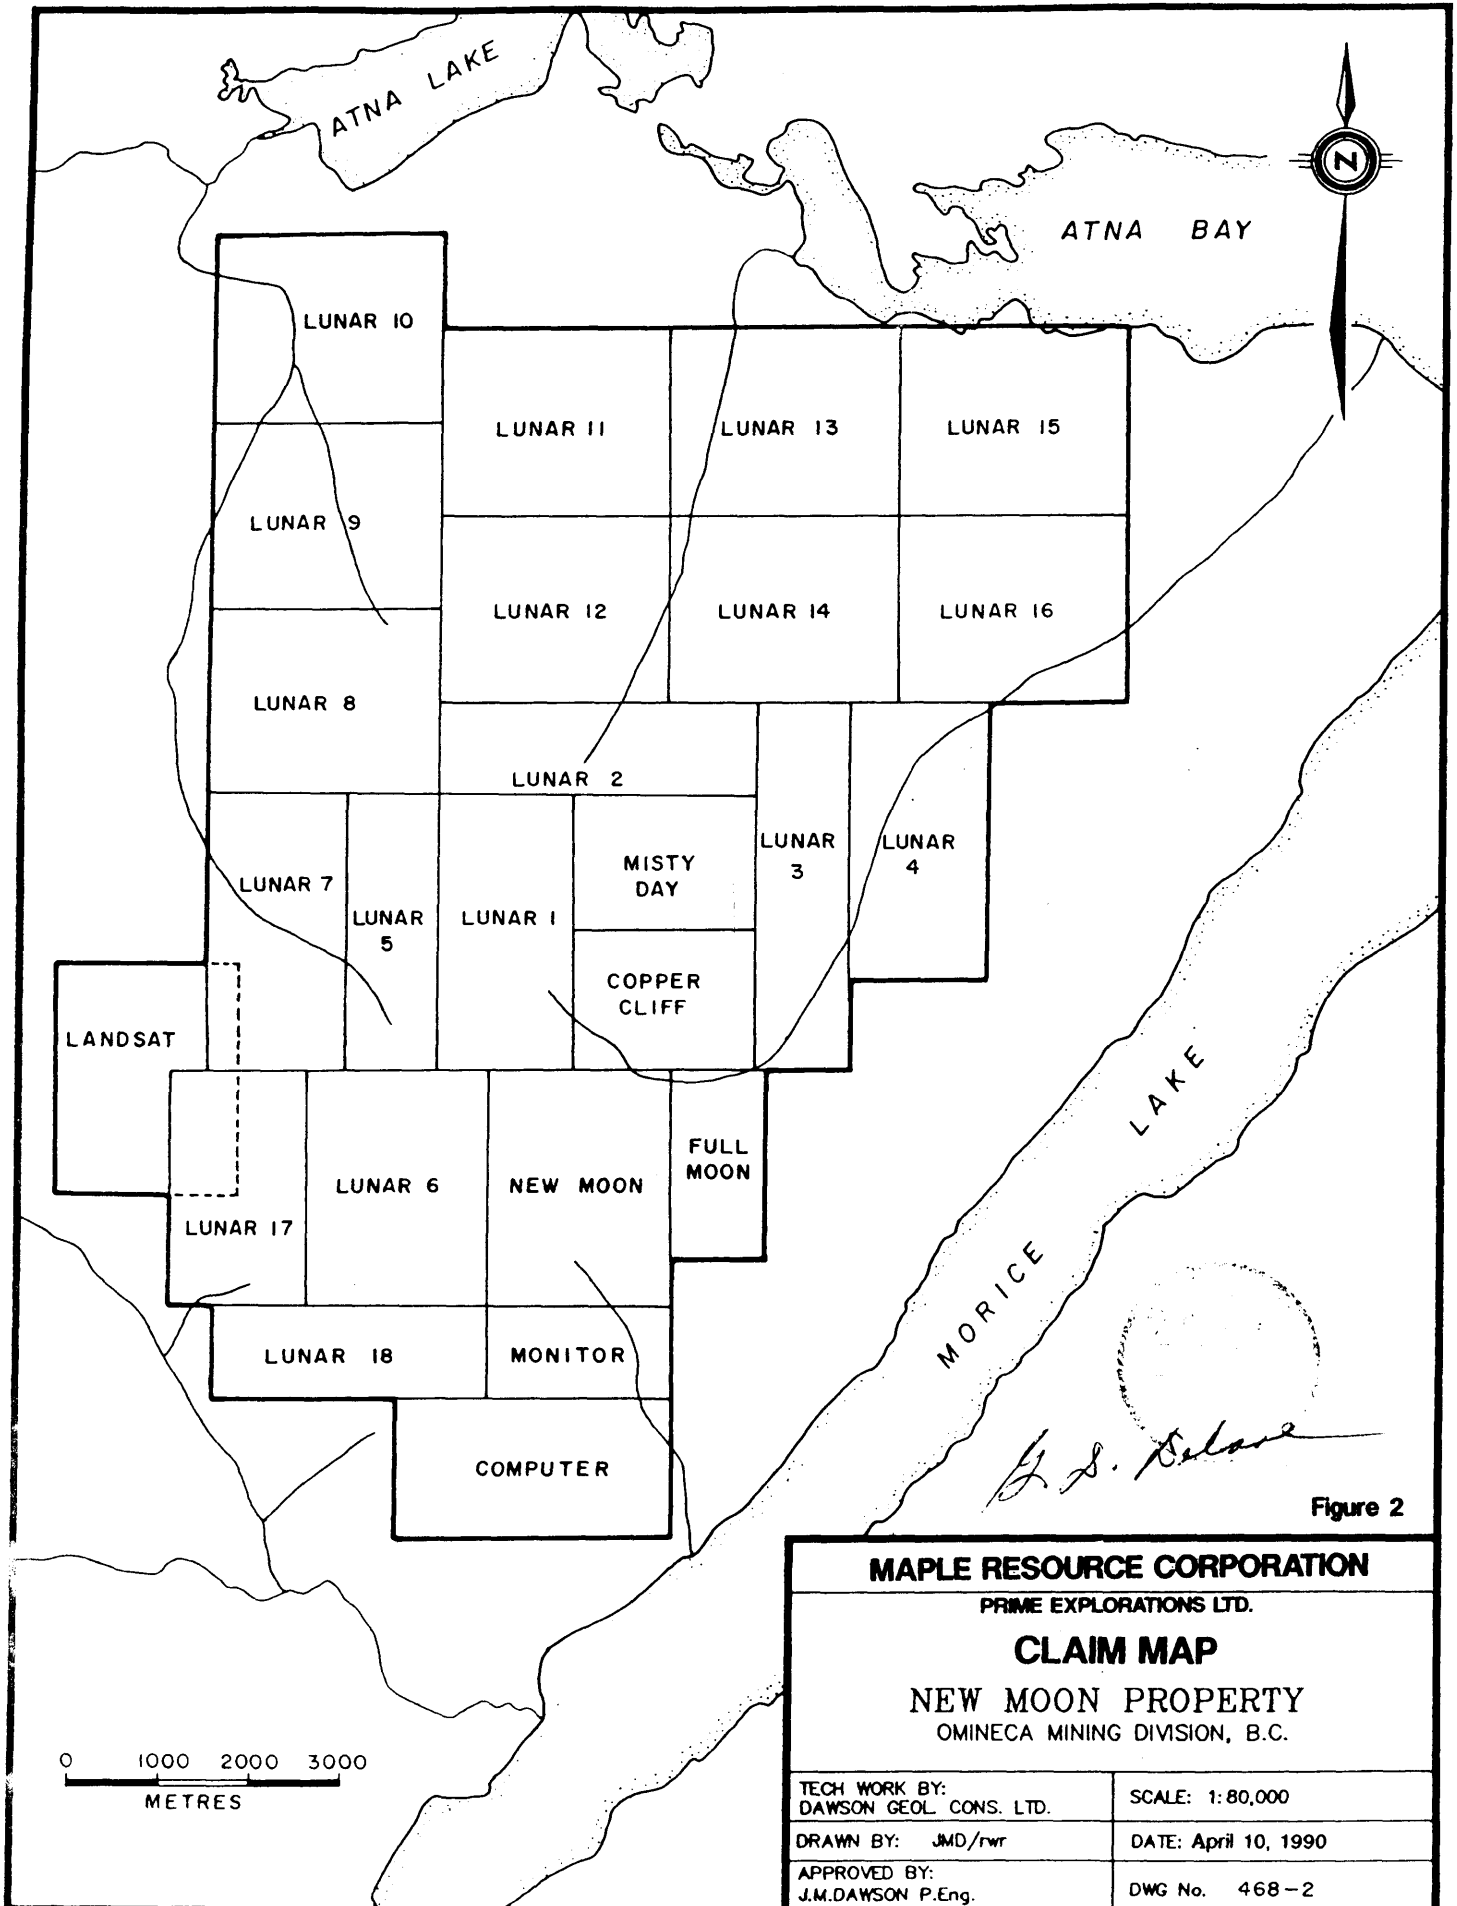 ATNA LAKE
N
ATNA BAY
LUNAR 10
LUNAR 11
LUNAR 13
LUNAR 15
LUNAR 9
LUNAR 12
LUNAR 14
LUNAR 16
LUNAR 8
LUNAR 2
LUNAR
3
LUNAR
4
MISTY
DAY
LUNAR 7
LUNAR
5
LUNAR 1
COPPER
CLIFF
LANDSAT
FULL
MOON
LUNAR 6
NEW MOON
LUNAR 17
MORICE LAKE
LUNAR 18
MONITOR
COMPUTER
Figure 2
MAPLE RESOURCE CORPORATION
PRIME EXPLORATIONS LTD.
CLAIM MAP
NEW MOON PROPERTY
OMINECA MINING DIVISION, B.C.
0 1000 2000 3000
METRES
TECH WORK BY:
DAWSON GEOL. CONS. LTD.
SCALE: 1:80,000
DRAWN BY: JMD/rwr
DATE: April 10, 1990
APPROVED BY:
J.M.DAWSON P.Eng.
DWG No. 468-2